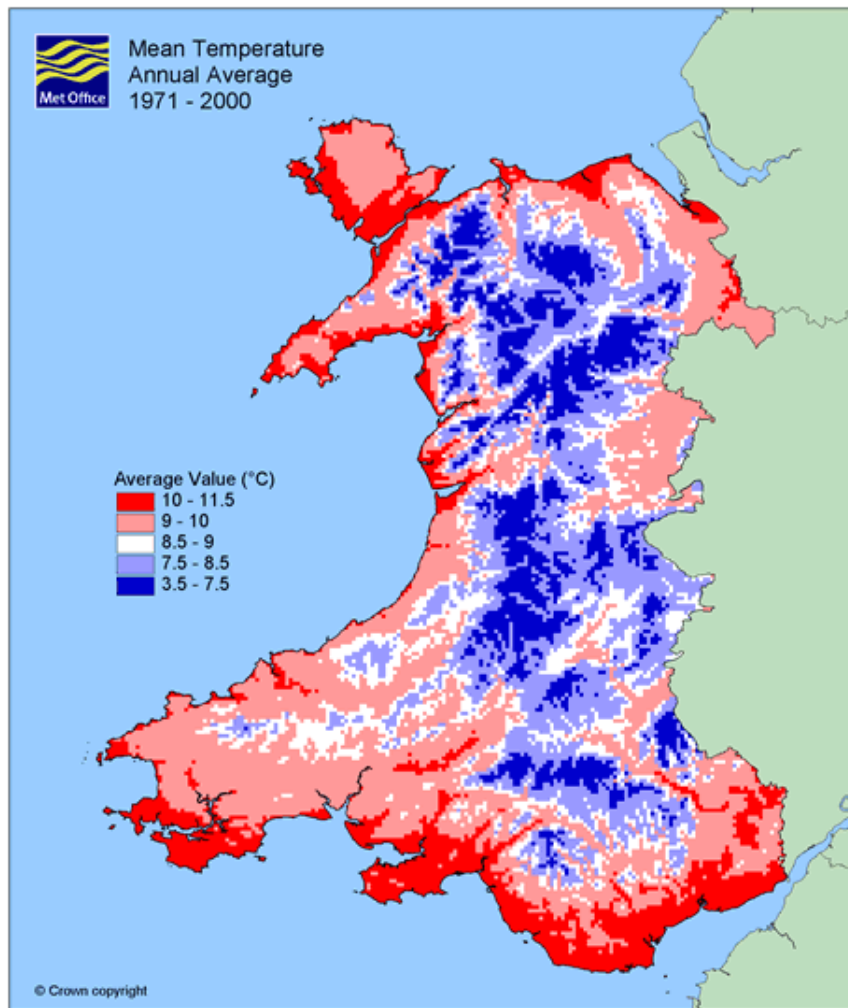 Met Office
Mean Temperature
Annual Average
1971 - 2000
Average Value (°C)
10 - 11.5
9 - 10
8.5 - 9
7.5 - 8.5
3.5 - 7.5
© Crown copyright